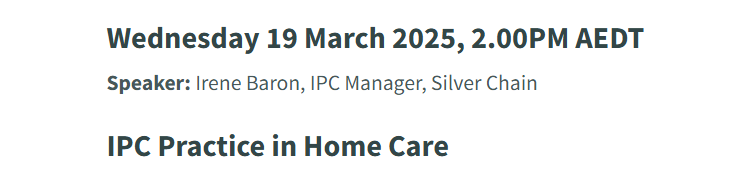 Wednesday 19 March 2025, 2.00PM AEDT
Speaker: Irene Baron, IPC Manager, Silver Chain
IPC Practice in Home Care